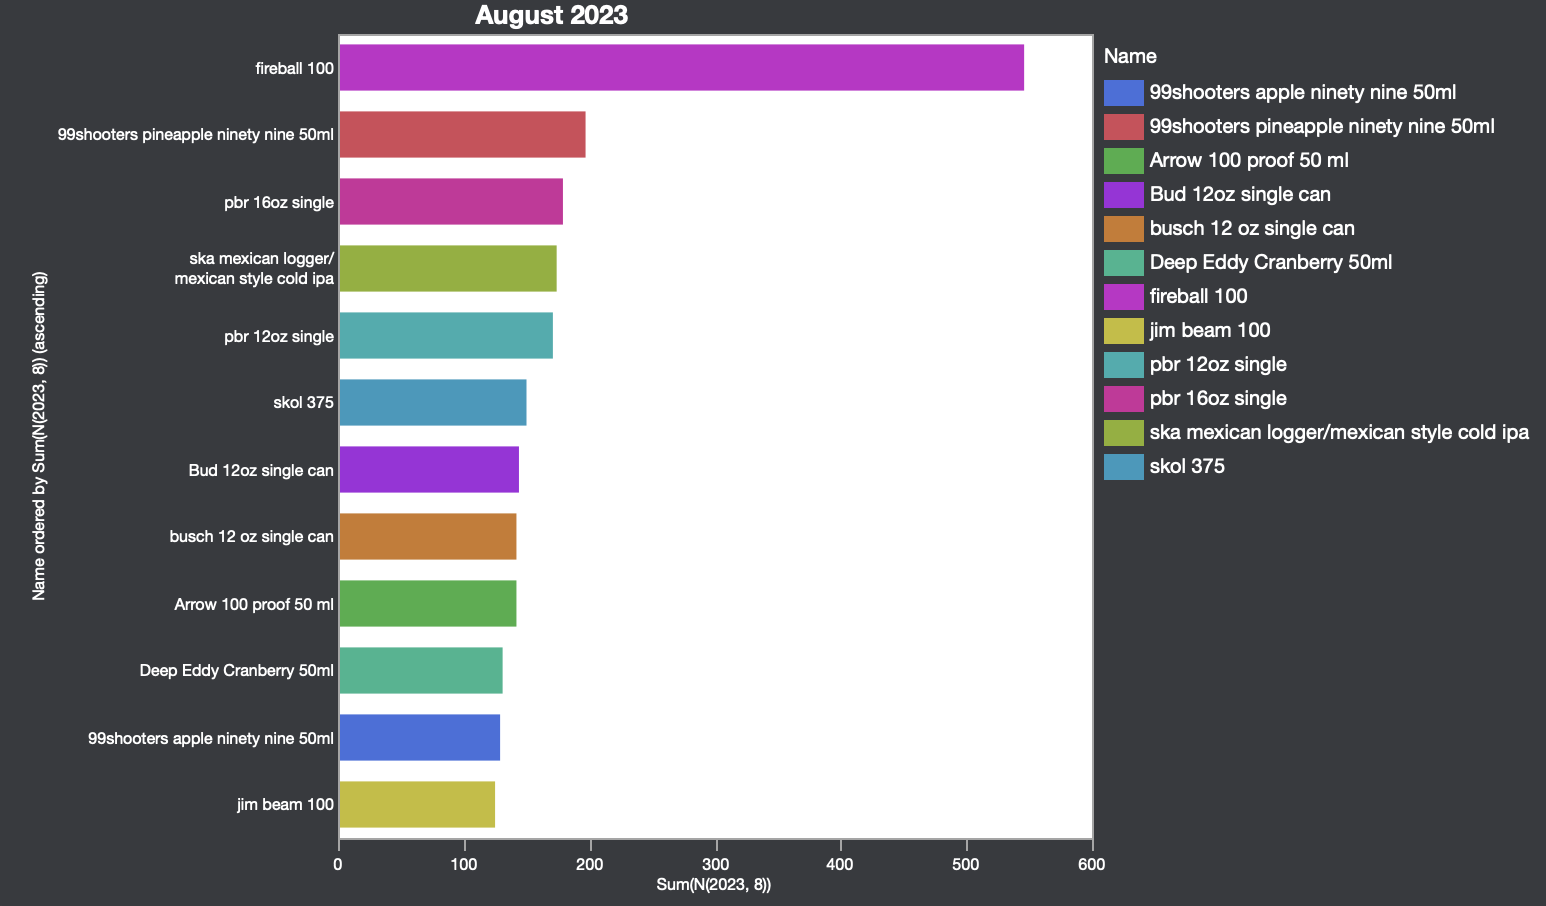 August 2023
fireball 100
99shooters pineapple ninety nine 50ml
pbr 16oz single
ska mexican logger/
mexican style cold ipa
pbr 12oz single
skol 375
Bud 12oz single can
busch 12 oz single can
Arrow 100 proof 50 ml
Deep Eddy Cranberry 50ml
99shooters apple ninety nine 50ml
jim beam 100
Name ordered by Sum(N(2023, 8)) (ascending)
0 100 200 300 400 500 600
Sum(N(2023, 8))
Name
99shooters apple ninety nine 50ml
99shooters pineapple ninety nine 50ml
Arrow 100 proof 50 ml
Bud 12oz single can
busch 12 oz single can
Deep Eddy Cranberry 50ml
fireball 100
jim beam 100
pbr 12oz single
pbr 16oz single
ska mexican logger/mexican style cold ipa
skol 375